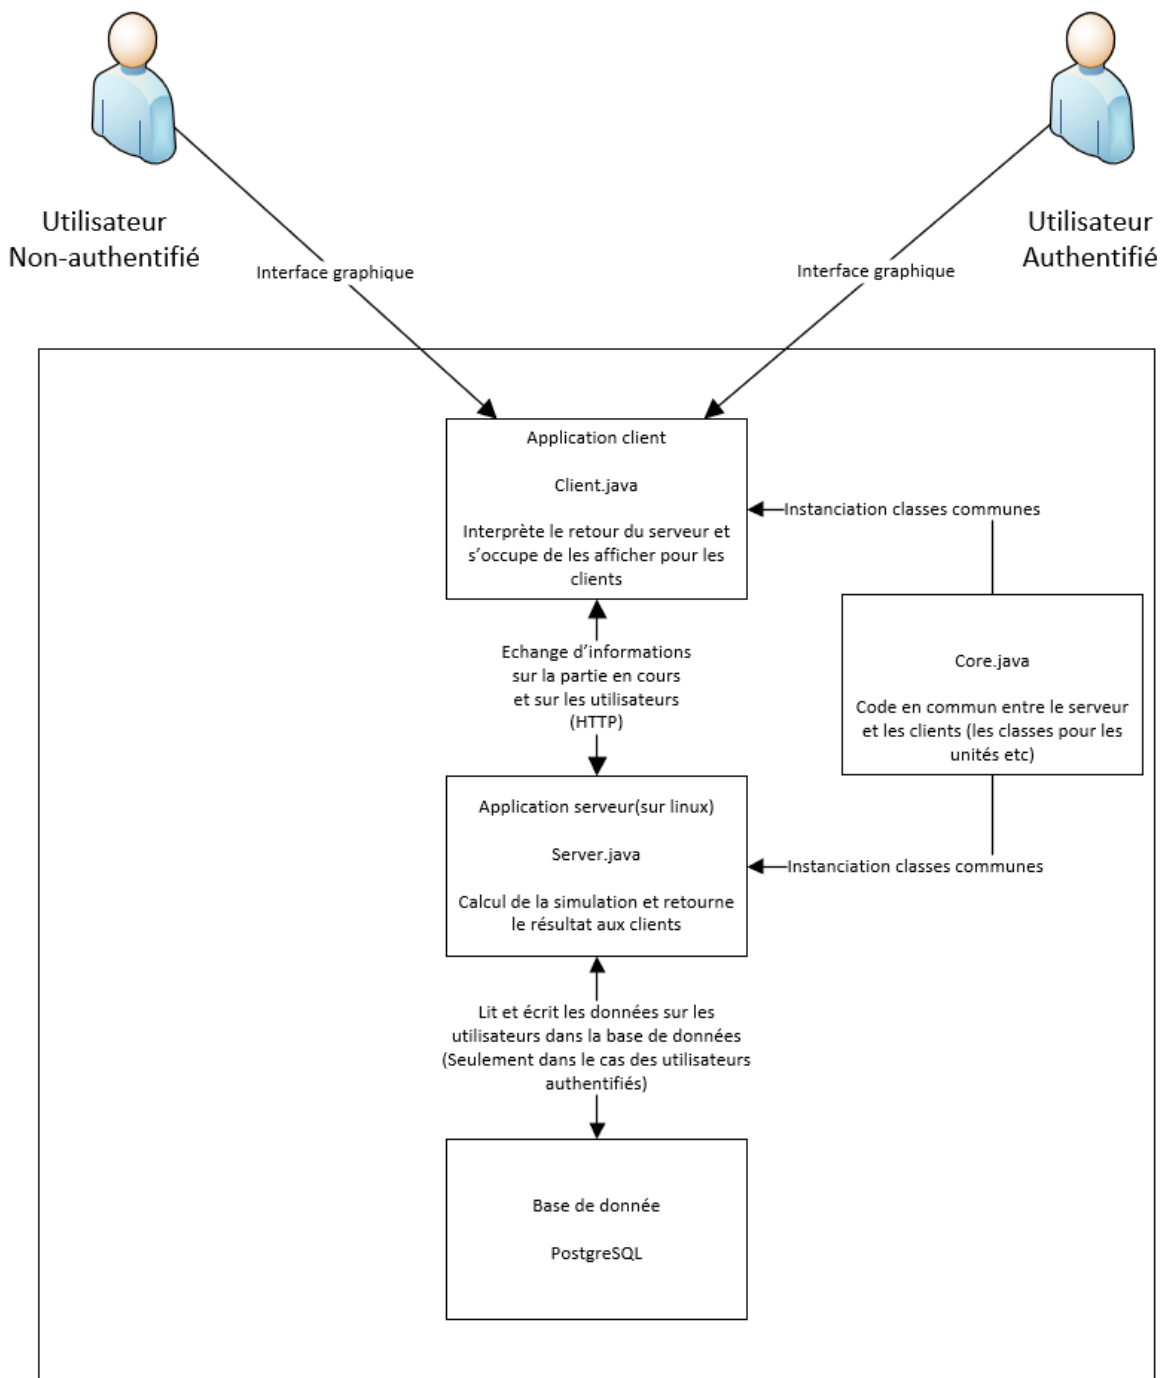 Utilisateur
Non-authentifié
Utilisateur
Authentifié
Interface graphique
Interface graphique
Application client
Client.java
Interprète le retour du serveur et
s’occupe de les afficher pour les
clients
Instanciation classes communes
Echange d’informations
sur la partie en cours
et sur les utilisateurs
(HTTP)
Core.java
Code en commun entre le serveur
et les clients (les classes pour les
unités etc)
Application serveur(sur linux)
Server.java
Calcul de la simulation et retourne
le résultat aux clients
Instanciation classes communes
Lit et écrit les données sur les
utilisateurs dans la base de données
(Seulement dans le cas des utilisateurs
authentifiés)
Base de donnée
PostgreSQL